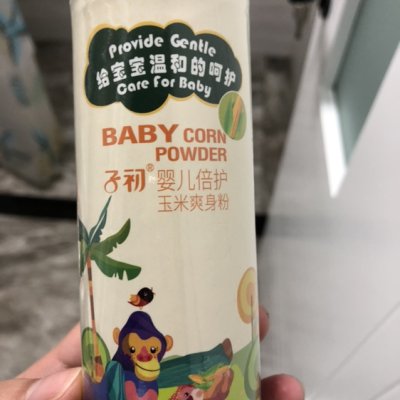 Provide Gentle
给宝宝温和的呵护
Care For Baby
BABY CORN
POWDER
子初® 婴儿倍护
玉米爽身粉